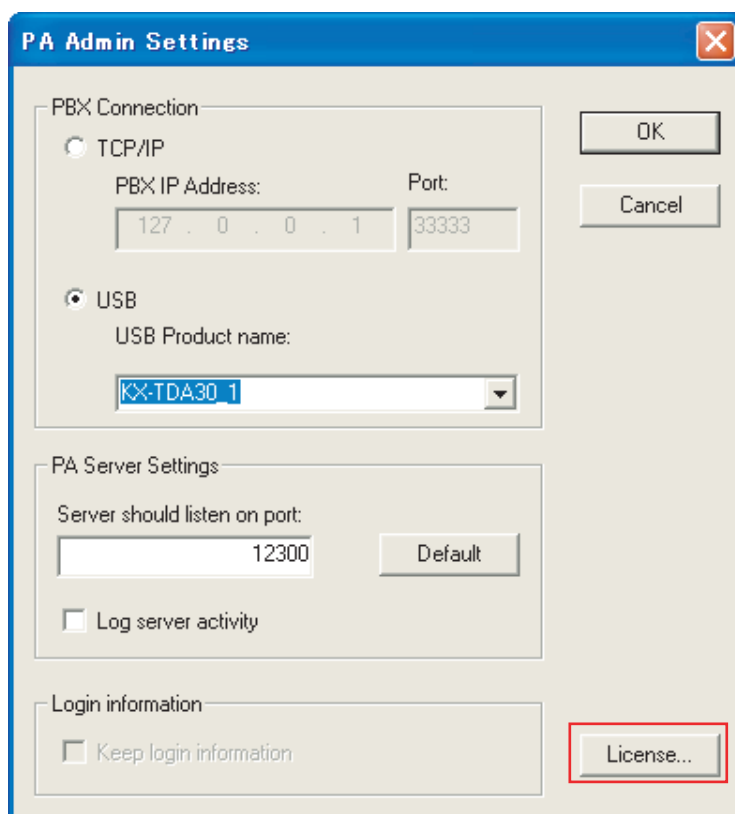 PA Admin Settings
PBX Connection
OK
TCP/IP
PBX IP Address: Port:
Cancel
127 . 0 . 0 . 1 33333
USB
USB Product name:
KX-TDA30_1
PA Server Settings
Server should listen on port:
12300 Default
Log server activity
Login information
Keep login information License...